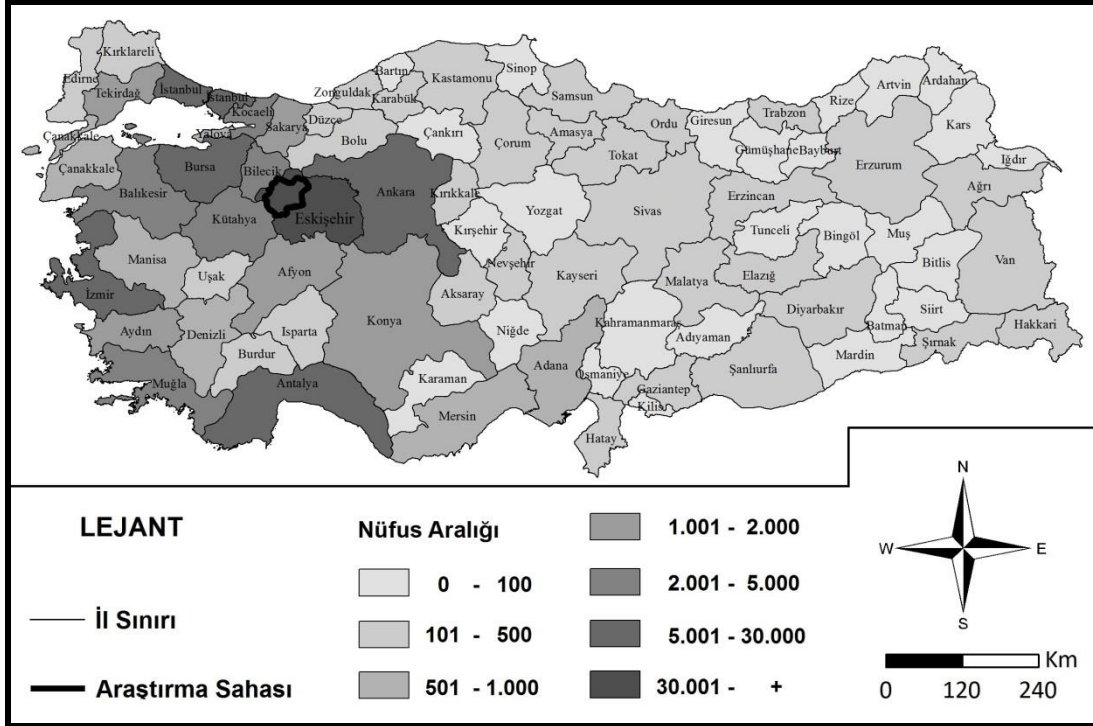 Kırklareli
Edirne
Tekirdağ
İstanbul
İstanbul
Kocaeli
Yalova
Sakarya
Düzce
Zonguldak
Bartın
Karabük
Kastamonu
Sinop
Samsun
Çanakkale
Çanakkale
Bursa
Bilecik
Bolu
Çankırı
Çorum
Amasya
Tokat
Ordu
Giresun
Trabzon
Rize
Artvin
Ardahan
Kars
Gümüşhane
Bayburt
Erzurum
Iğdır
Ağrı
Balıkesir
Kütahya
Eskişehir
Ankara
Kırıkkale
Kırşehir
Yozgat
Sivas
Erzincan
Tunceli
Bingöl
Muş
Bitlis
Van
Manisa
Uşak
Afyon
Nevşehir
Kayseri
Malatya
Elazığ
Diyarbakır
Batman
Siirt
Hakkari
Şırnak
İzmir
Aydın
Denizli
Isparta
Burdur
Konya
Aksaray
Niğde
Kahramanmaraş
Adıyaman
Şanlıurfa
Mardin
Muğla
Antalya
Karaman
Mersin
Adana
Osmaniye
Gaziantep
Kilis
Hatay
LEJANT
İl Sınırı
Araştırma Sahası
Nüfus Aralığı
0 - 100
101 - 500
501 - 1.000
1.001 - 2.000
2.001 - 5.000
5.001 - 30.000
30.001 - +
N
W E
S
Km
0 120 240